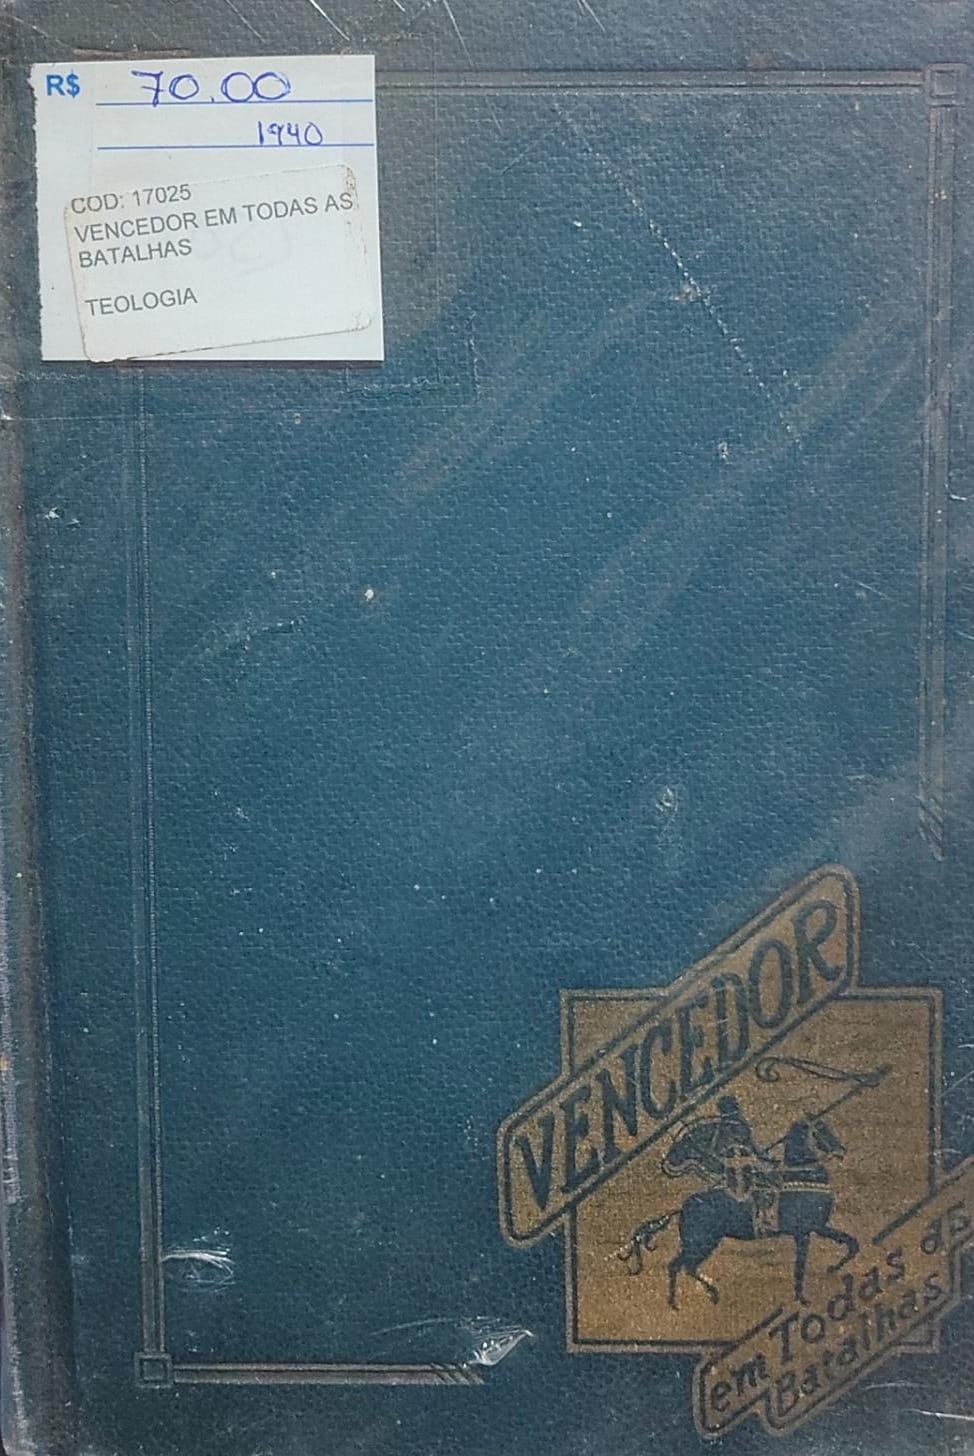 R$ 70.00
1940
COD: 17025
VENCEDOR EM TODAS AS
BATALHAS
TEOLOGIA
VENCEDOR
em Todas as
Batalhas